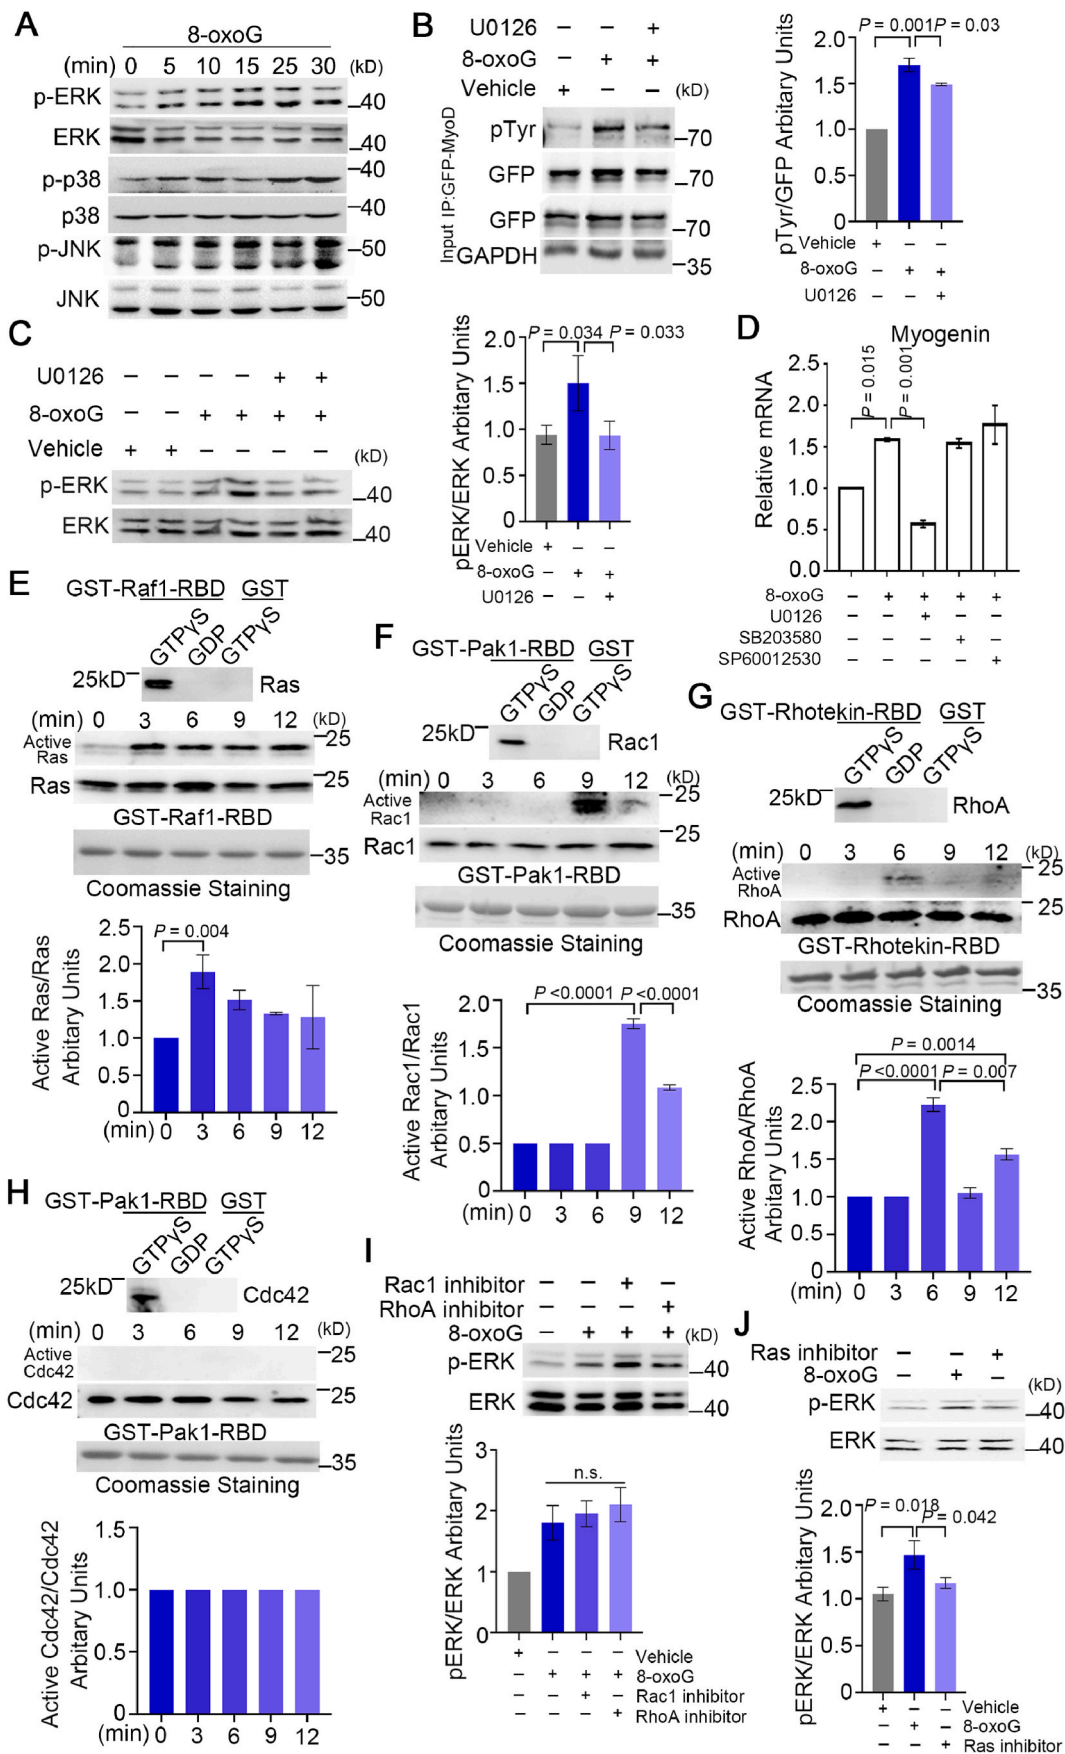 A
8-oxoG
(min) 0 5 10 15 25 30 (kD)
p-ERK
40
ERK
40
p-p38
40
p38
40
p-JNK
50
JNK
50
B
U0126 – – +
8-oxoG – + +
Vehicle + – – (kD)
Input IP:GFP-MyoD
pTyr
70
GFP
70
GFP
70
GAPDH
35
P = 0.001 P = 0.03
pTyr/GFP Arbitary Units
2.0
1.5
1.0
0.5
0
Vehicle + – –
8-oxoG – + +
U0126 – – +
C
U0126 – – – – + +
8-oxoG – – + + + +
Vehicle + + – – – –
(kD)
p-ERK
40
ERK
40
P = 0.034 P = 0.033
pERK/ERK Arbitary Units
2.0
1.5
1.0
0.5
0
Vehicle + – –
8-oxoG – + +
U0126 – – +
D
Myogenin
P = 0.015
P = 0.001
Relative mRNA
2.5
2.0
1.5
1.0
0.5
0.0
8-oxoG – + + + +
U0126 – – + – –
SB203580 – – – + –
SP60012530 – – – – +
E
GST-Raf1-RBD GST
GTPγS GDP GTPγS
25kD
Ras
(min) 0 3 6 9 12 (kD)
Active Ras
25
Ras
25
GST-Raf1-RBD
35
Coomassie Staining
P = 0.004
Active Ras/Ras
Arbitary Units
2.5
2.0
1.5
1.0
0.5
0
(min) 0 3 6 9 12
F
GST-Pak1-RBD GST
GTPγS GDP GTPγS
25kD
Rac1
(min) 0 3 6 9 12 (kD)
Active Rac1
25
Rac1
25
GST-Pak1-RBD
35
Coomassie Staining
P <0.0001 P <0.0001
Active Rac1/Rac1
Arbitary Units
2.0
1.5
1.0
0.5
0
(min) 0 3 6 9 12
G
GST-Rhotekin-RBD GST
GTPγS GDP GTPγS
25kD
RhoA
(min) 0 3 6 9 12 (kD)
Active RhoA
25
RhoA
25
GST-Rhotekin-RBD
35
Coomassie Staining
P = 0.0014
P <0.0001 P = 0.007
Active RhoA/RhoA
Arbitary Units
2.5
2.0
1.5
1.0
0.5
0
(min) 0 3 6 9 12
H
GST-Pak1-RBD GST
GTPγS GDP GTPγS
25kD
Cdc42
(min) 0 3 6 9 12 (kD)
Active Cdc42
25
Cdc42
25
GST-Pak1-RBD
35
Coomassie Staining
Active Cdc42/Cdc42
Arbitary Units
1.5
1.0
0.5
0
(min) 0 3 6 9 12
I
Rac1 inhibitor – – + –
RhoA inhibitor – – – +
8-oxoG – + + + (kD)
p-ERK
40
ERK
40
n.s.
pERK/ERK Arbitary Units
3
2
1
0
+ – – – Vehicle
– + + + 8-oxoG
– – + – Rac1 inhibitor
– – – + RhoA inhibitor
J
Ras inhibitor – – +
8-oxoG – + –
(kD)
p-ERK
40
ERK
40
P = 0.018
P = 0.042
pERK/ERK Arbitary Units
2.0
1.5
1.0
0.5
0
+ – – Vehicle
– + – 8-oxoG
– – + Ras inhibitor